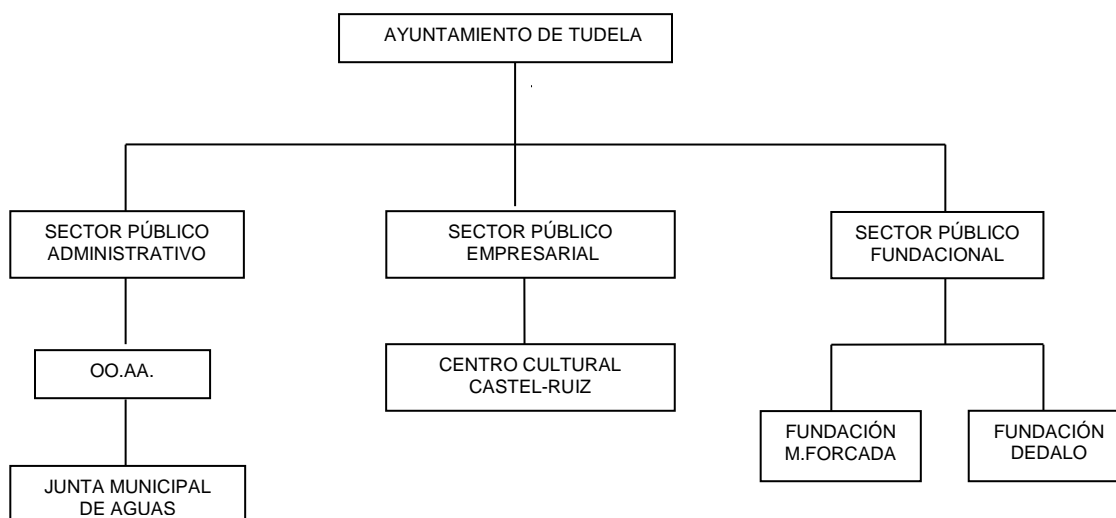 AYUNTAMIENTO DE TUDELA
SECTOR PÚBLICO
ADMINISTRATIVO
SECTOR PÚBLICO
EMPRESARIAL
SECTOR PÚBLICO
FUNDACIONAL
OO.AA.
CENTRO CULTURAL
CASTEL-RUIZ
FUNDACIÓN
M.FORCADA
FUNDACIÓN
DEDALO
JUNTA MUNICIPAL
DE AGUAS